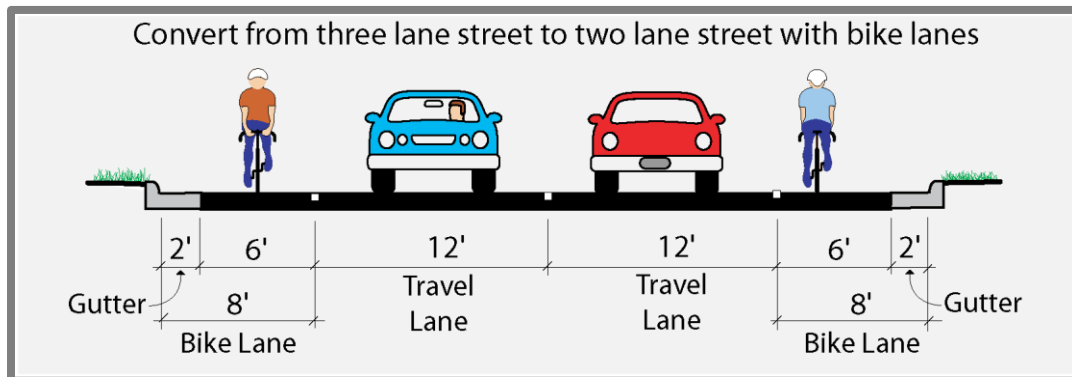 Convert from three lane street to two lane street with bike lanes
2' 6' 12' 12' 6' 2'
Gutter 8' Travel Lane Travel Lane 8' Gutter
Bike Lane Bike Lane